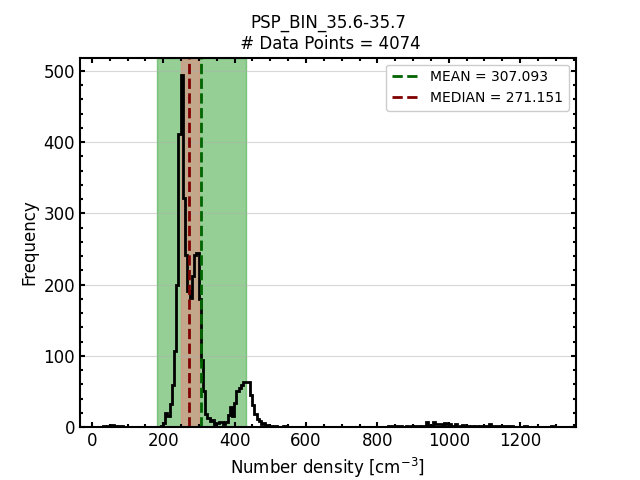 PSP_BIN_35.6-35.7
# Data Points = 4074
MEAN = 307.093
MEDIAN = 271.151
500
400
300
200
100
0
Frequency
0 200 400 600 800 1000 1200
Number density [cm⁻³]